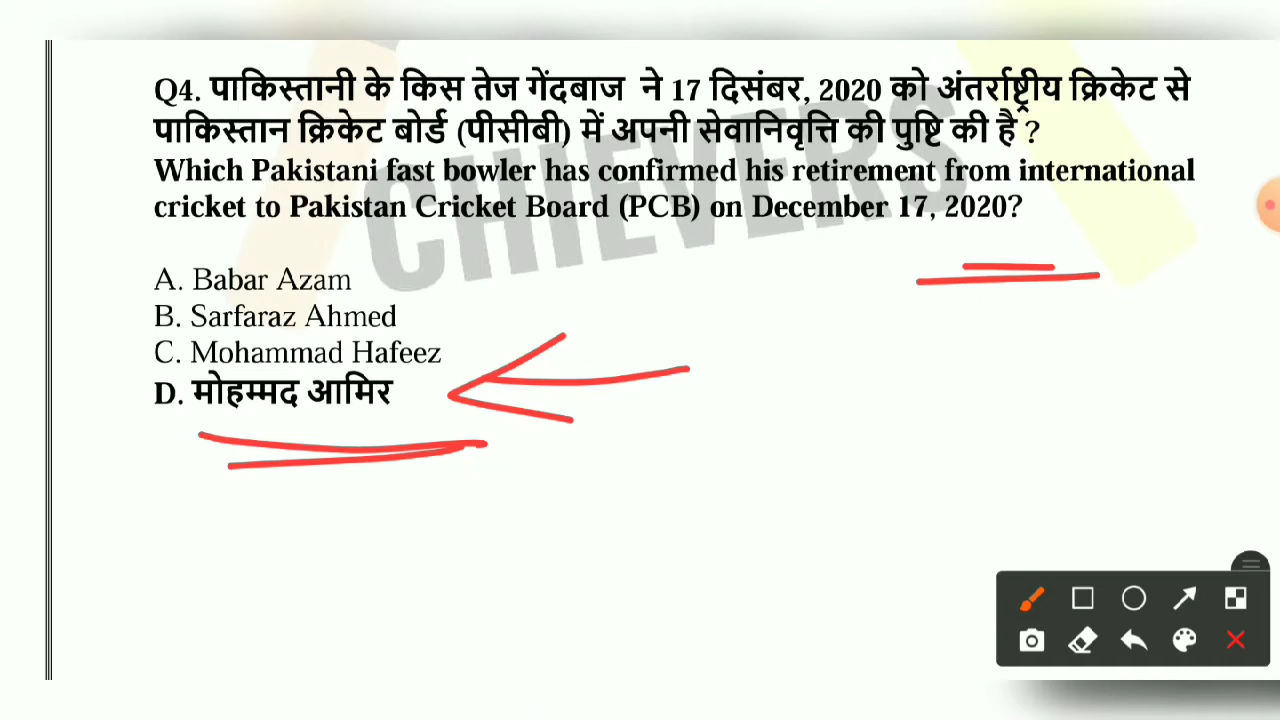 Q4. पाकिस्तानी के किस तेज गेंदबाज ने 17 दिसंबर, 2020 को अंतर्राष्ट्रीय क्रिकेट से
पाकिस्तान क्रिकेट बोर्ड (पीसीबी) में अपनी सेवानिवृत्ति की पुष्टि की है ?
Which Pakistani fast bowler has confirmed his retirement from international
cricket to Pakistan Cricket Board (PCB) on December 17, 2020?
CHIEVERS
A. Babar Azam
B. Sarfaraz Ahmed
C. Mohammad Hafeez
D. मोहम्मद आमिर